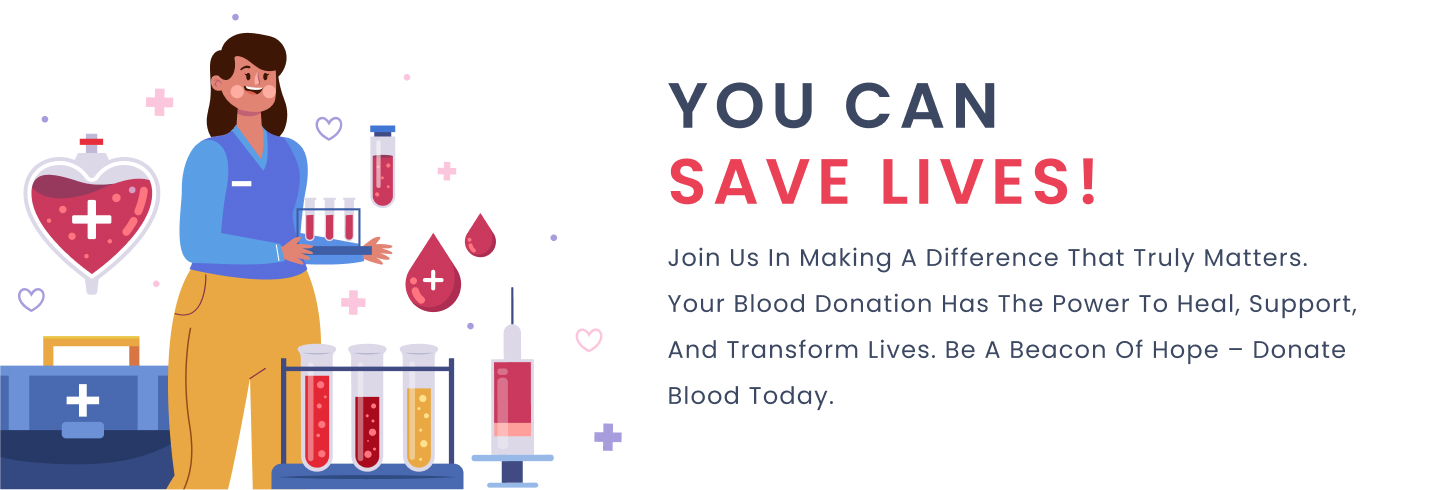 YOU CAN
SAVE LIVES!
Join Us In Making A Difference That Truly Matters.
Your Blood Donation Has The Power To Heal, Support,
And Transform Lives. Be A Beacon Of Hope – Donate
Blood Today.